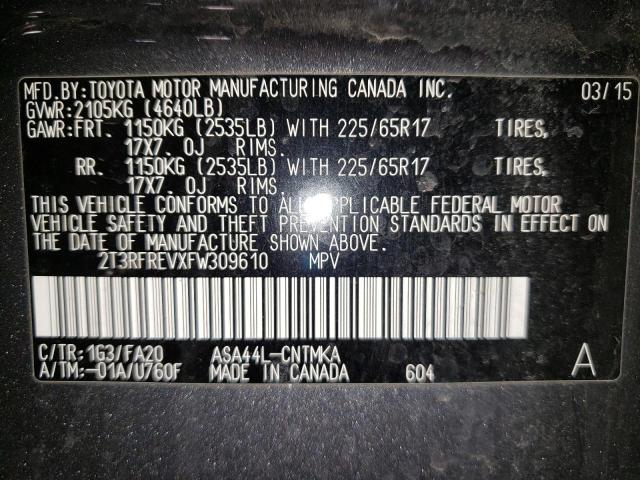 MFD.BY:TOYOTA MOTOR MANUFACTURING CANADA INC. 03/15
GVWR:2105KG (4640LB)
GAWR:FRT. 1150KG (2535LB) WITH 225/65R17 TIRES,
17X7.0J RIMS.
RR. 1150KG (2535LB) WITH 225/65R17 TIRES,
17X7.0J RIMS.
THIS VEHICLE CONFORMS TO ALL APPLICABLE FEDERAL MOTOR
VEHICLE SAFETY AND THEFT PREVENTION STANDARDS IN EFFECT ON
THE DATE OF MANUFACTURE SHOWN ABOVE.
2T3RFREVXFW309610 MPV
C/TR:1G3/FA20 ASA44L-CNTMKA
A/TM:-01A/U760F MADE IN CANADA 604 A